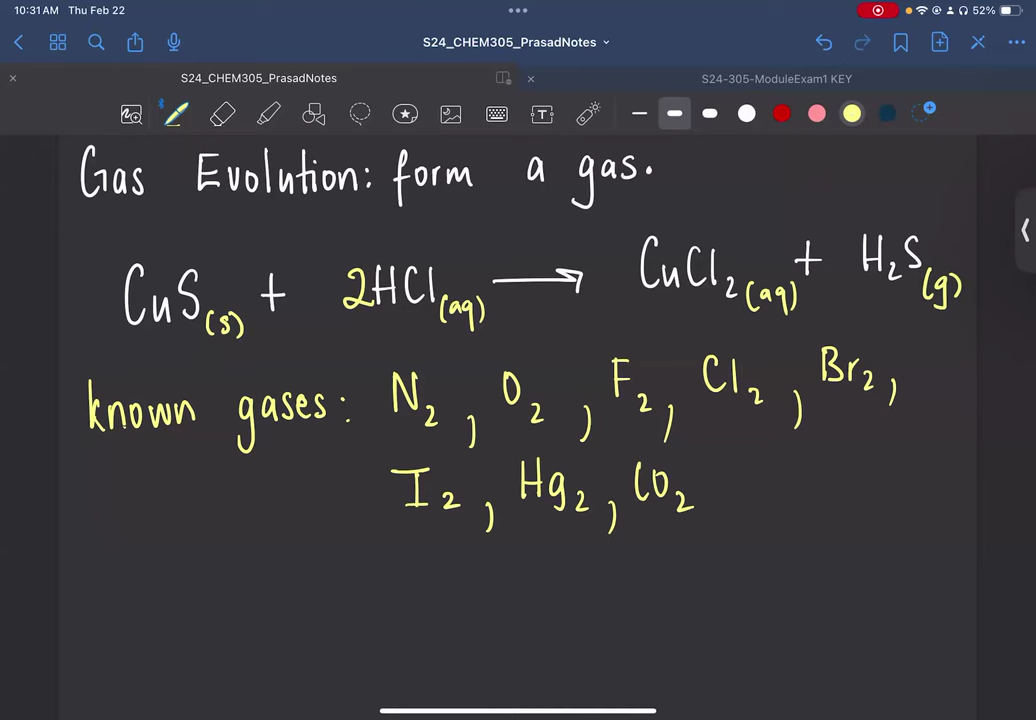 10:31 AM Thu Feb 22
52%
S24_CHEM305_PrasadNotes
S24_CHEM305_PrasadNotes
S24-305-ModuleExam1 KEY
Gas Evolution: form a gas.
CuS(s) + 2HCl(aq) ⟶ CuCl₂(aq) + H₂S(g)
known gases: N₂, O₂, F₂, Cl₂, Br₂,
I₂, Hg₂, CO₂